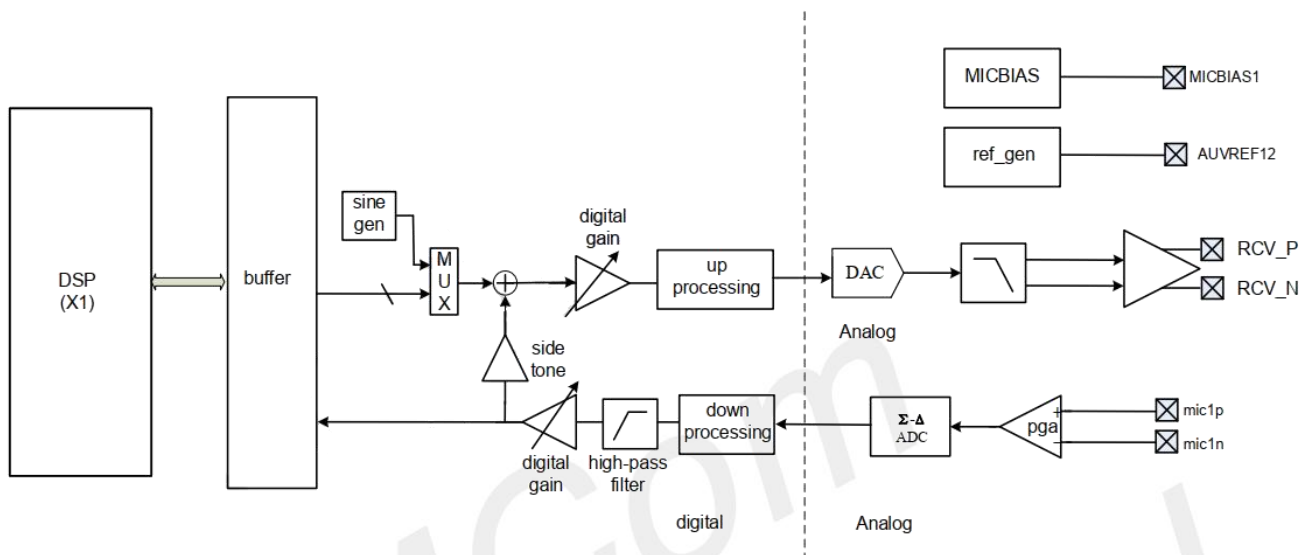 MICBIAS
MICBIAS1
ref_gen
AUVREF12
sine
gen
digital
gain
DSP
(X1)
buffer
M
U
X
up
processing
DAC
RCV_P
RCV_N
Analog
side
tone
down
processing
Σ-Δ
ADC
+
pga
−
mic1p
mic1n
digital
gain
high-pass
filter
digital
Analog